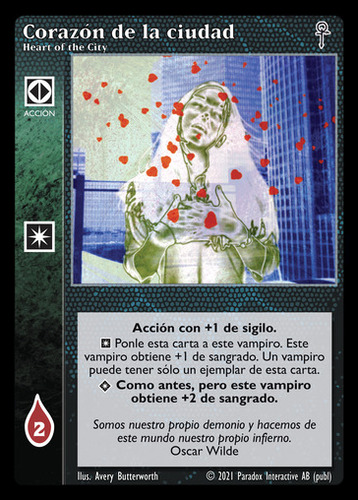 Corazón de la ciudad
Heart of the City
ACCIÓN
Acción con +1 de sigilo.
Ponle esta carta a este vampiro. Este
vampiro obtiene +1 de sangrado. Un vampiro
puede tener sólo un ejemplar de esta carta.
Como antes, pero este vampiro
obtiene +2 de sangrado.
Somos nuestro propio demonio y hacemos de
este mundo nuestro propio infierno.
Oscar Wilde
2
Ilus. Avery Butterworth © 2021 Paradox Interactive AB (publ)